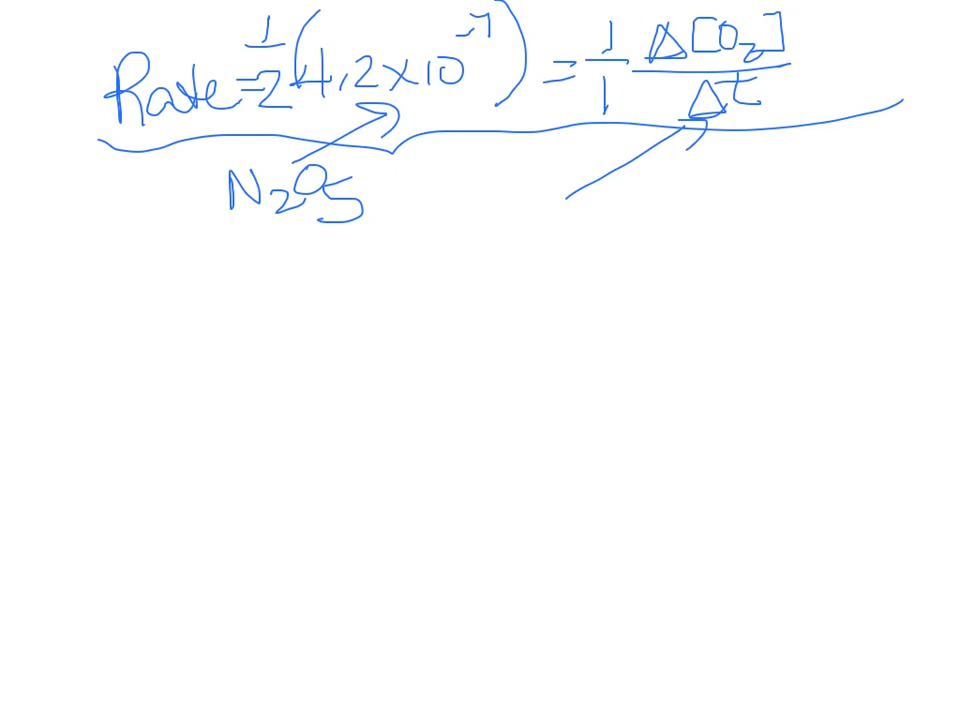 Rate = 1/2 (4.2 × 10⁻⁷) = 1/1 Δ[O₂]/Δt
N₂O₅